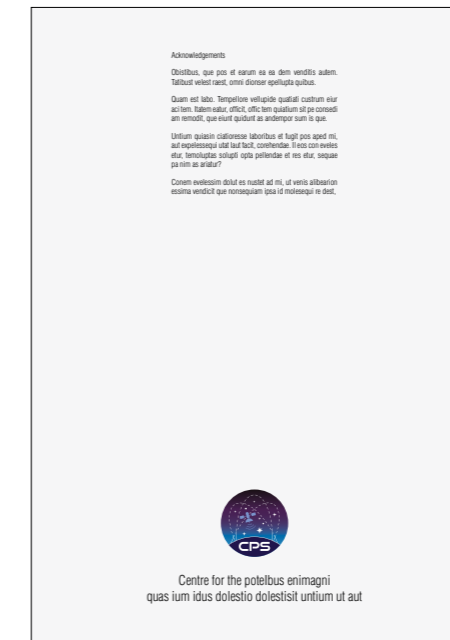 Acknowledgements
Obistibus, que pos et earum ea ea dem venditis autem.
Tatibust velest raest, omni dionser epellupta quibus.
Quam est labo. Tempellore vellupide quatiati custrum eiur
aci tem. Itatem eatur, officit, offic tem quiatium sit pe consedi
am remodit, que eiunt quidunt as andempor sum is que.
Untium quiasin ctatioresse laboribus et fugit pos aped mi,
aut expelessequi utat laut facit, corehendae. Il eos con eveles
etur, temoluptas solupti opta pellendae et res etur, sequae
pa nim as ariatur?
Conem evelessim dolut es nustet ad mi, ut venis alibearion
essima vendicit que nonsequiam ipsa id molesequi re dest,
CPS
Centre for the potelbus enimagni
quas ium idus dolestio dolestisit untium ut aut